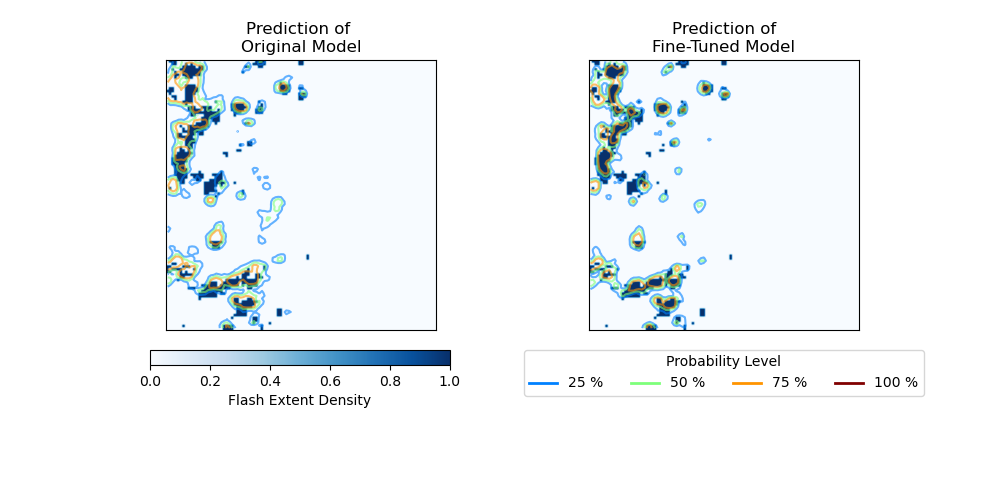 Prediction of
Original Model
Prediction of
Fine-Tuned Model
0.0 0.2 0.4 0.6 0.8 1.0
Flash Extent Density
Probability Level
25 % 50 % 75 % 100 %